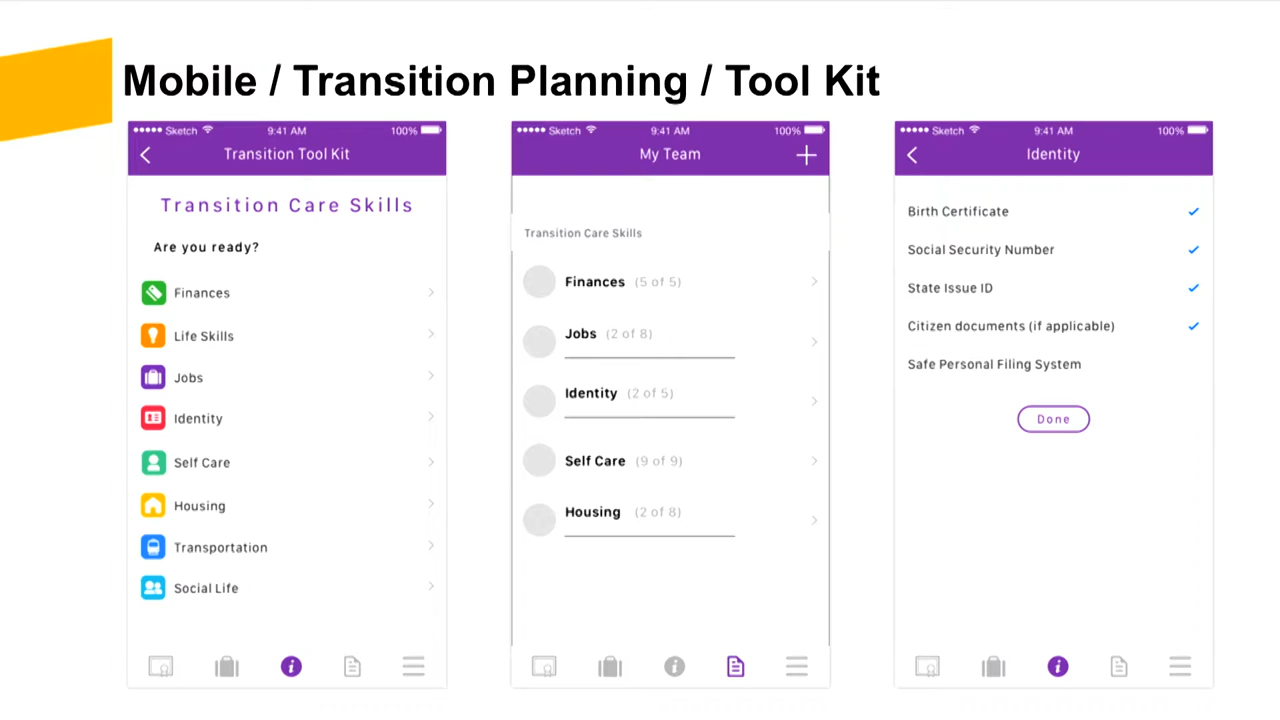 Mobile / Transition Planning / Tool Kit
Sketch 9:41 AM 100%
Transition Tool Kit
Transition Care Skills
Are you ready?
Finances
Life Skills
Jobs
Identity
Self Care
Housing
Transportation
Social Life
Sketch 9:41 AM 100%
My Team
Transition Care Skills
Finances (5 of 5)
Jobs (2 of 8)
Identity (2 of 5)
Self Care (9 of 9)
Housing (2 of 8)
Sketch 9:41 AM 100%
Identity
Birth Certificate
Social Security Number
State Issue ID
Citizen documents (if applicable)
Safe Personal Filing System
Done